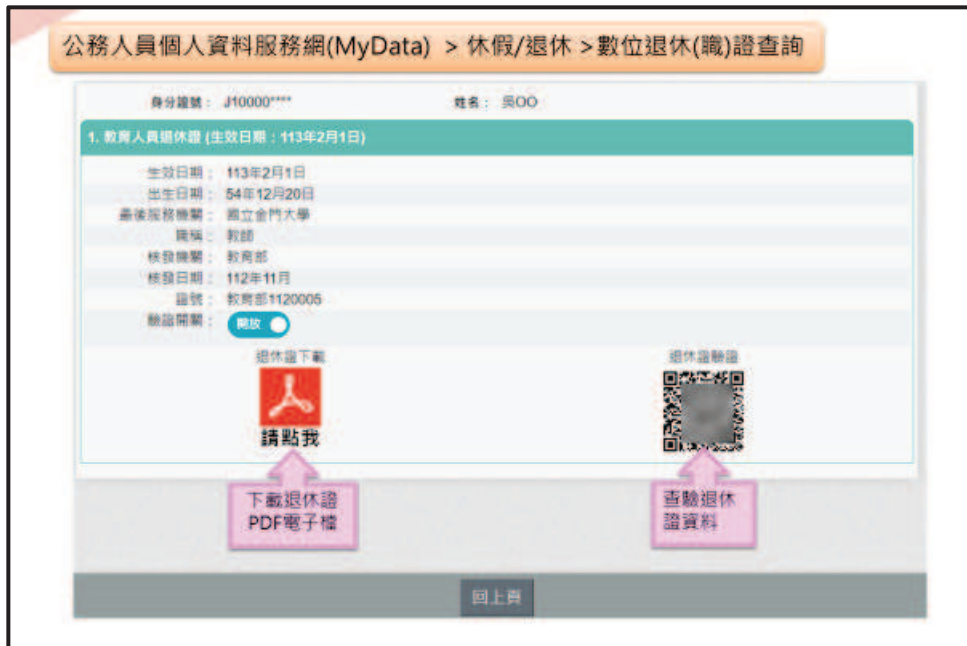 公務人員個人資料服務網(MyData) > 休假/退休 >數位退休(職)證查詢
身分證號： J10000**** 姓名： 吳OO
1. 教育人員退休證 (生效日期：113年2月1日)
生效日期： 113年2月1日
出生日期： 54年12月20日
最後服務機關： 國立金門大學
職稱： 教師
核發機關： 教育部
核發日期： 112年11月
證號： 教育部1120005
驗證開關： 開放
退休證下載 退休證驗證
請點我
下載退休證
PDF電子檔
查驗退休
證資料
回上頁